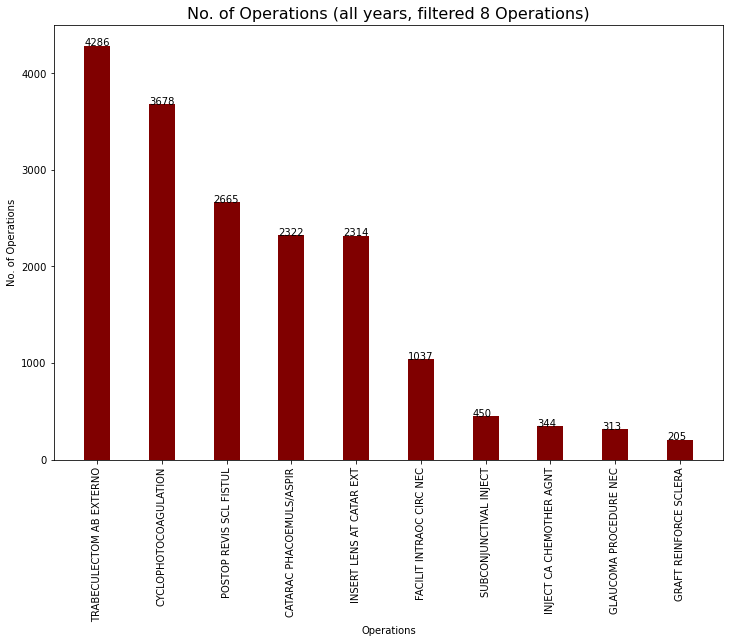 No. of Operations (all years, filtered 8 Operations)
4286
3678
2665
2322
2314
1037
450
344
313
205
4000
3000
2000
1000
0
No. of Operations
TRABECULECTOM AB EXTERNO
CYCLOPHOTOCOAGULATION
POSTOP REVIS SCL FISTUL
CATARAC PHACOEMULS/ASPIR
INSERT LENS AT CATAR EXT
FACILIT INTRAOC CIRC NEC
SUBCONJUNCTIVAL INJECT
INJECT CA CHEMOTHER AGNT
GLAUCOMA PROCEDURE NEC
GRAFT REINFORCE SCLERA
Operations